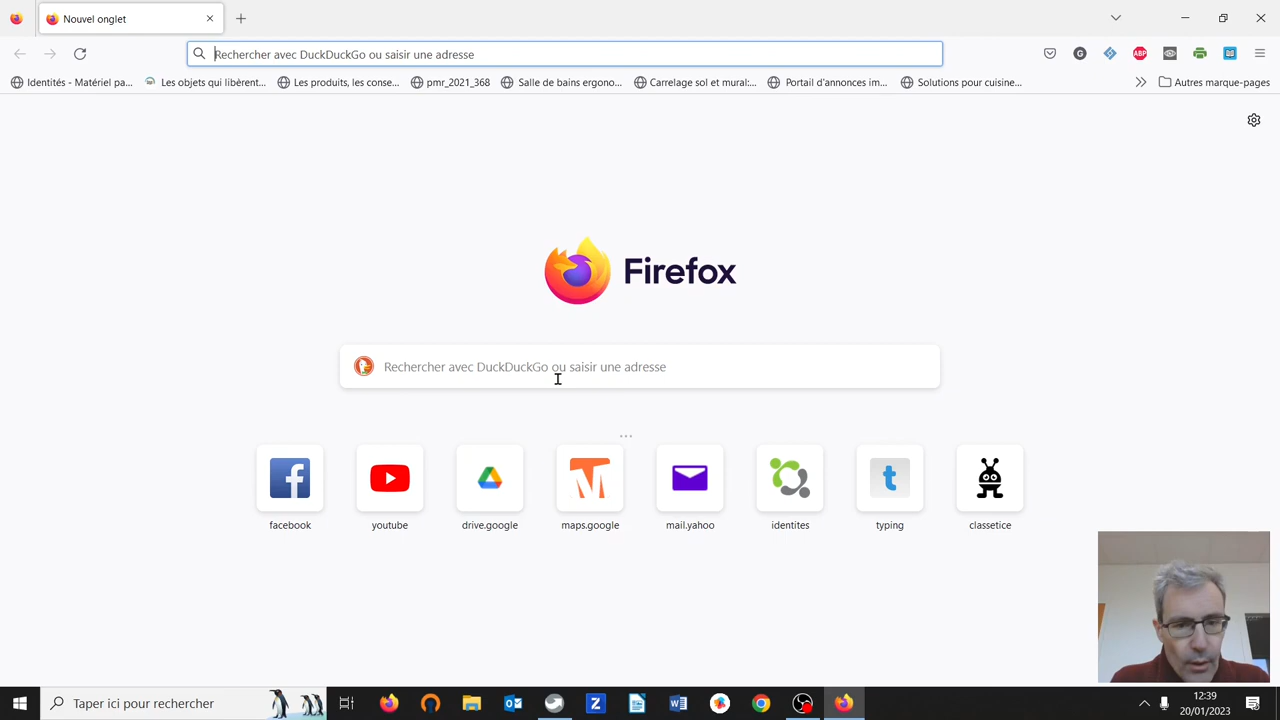 Nouvel onglet
Rechercher avec DuckDuckGo ou saisir une adresse
Identités - Matériel pa... Les objets qui libèrent... Les produits, les conse... pmr_2021_368 Salle de bains ergono... Carrelage sol et mural:... Portail d'annonces im... Solutions pour cuisine... Autres marque-pages
Firefox
Rechercher avec DuckDuckGo ou saisir une adresse
facebook youtube drive.google maps.google mail.yahoo identites typing classetice
Taper ici pour rechercher
12:39
20/01/2023